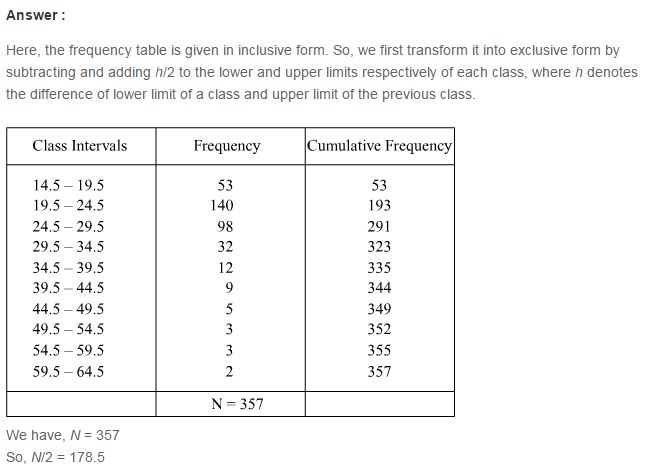 Answer :
Here, the frequency table is given in inclusive form. So, we first transform it into exclusive form by
subtracting and adding h/2 to the lower and upper limits respectively of each class, where h denotes
the difference of lower limit of a class and upper limit of the previous class.
Class Intervals Frequency Cumulative Frequency
14.5 – 19.5 53 53
19.5 – 24.5 140 193
24.5 – 29.5 98 291
29.5 – 34.5 32 323
34.5 – 39.5 12 335
39.5 – 44.5 9 344
44.5 – 49.5 5 349
49.5 – 54.5 3 352
54.5 – 59.5 3 355
59.5 – 64.5 2 357
N = 357
We have, N = 357
So, N/2 = 178.5